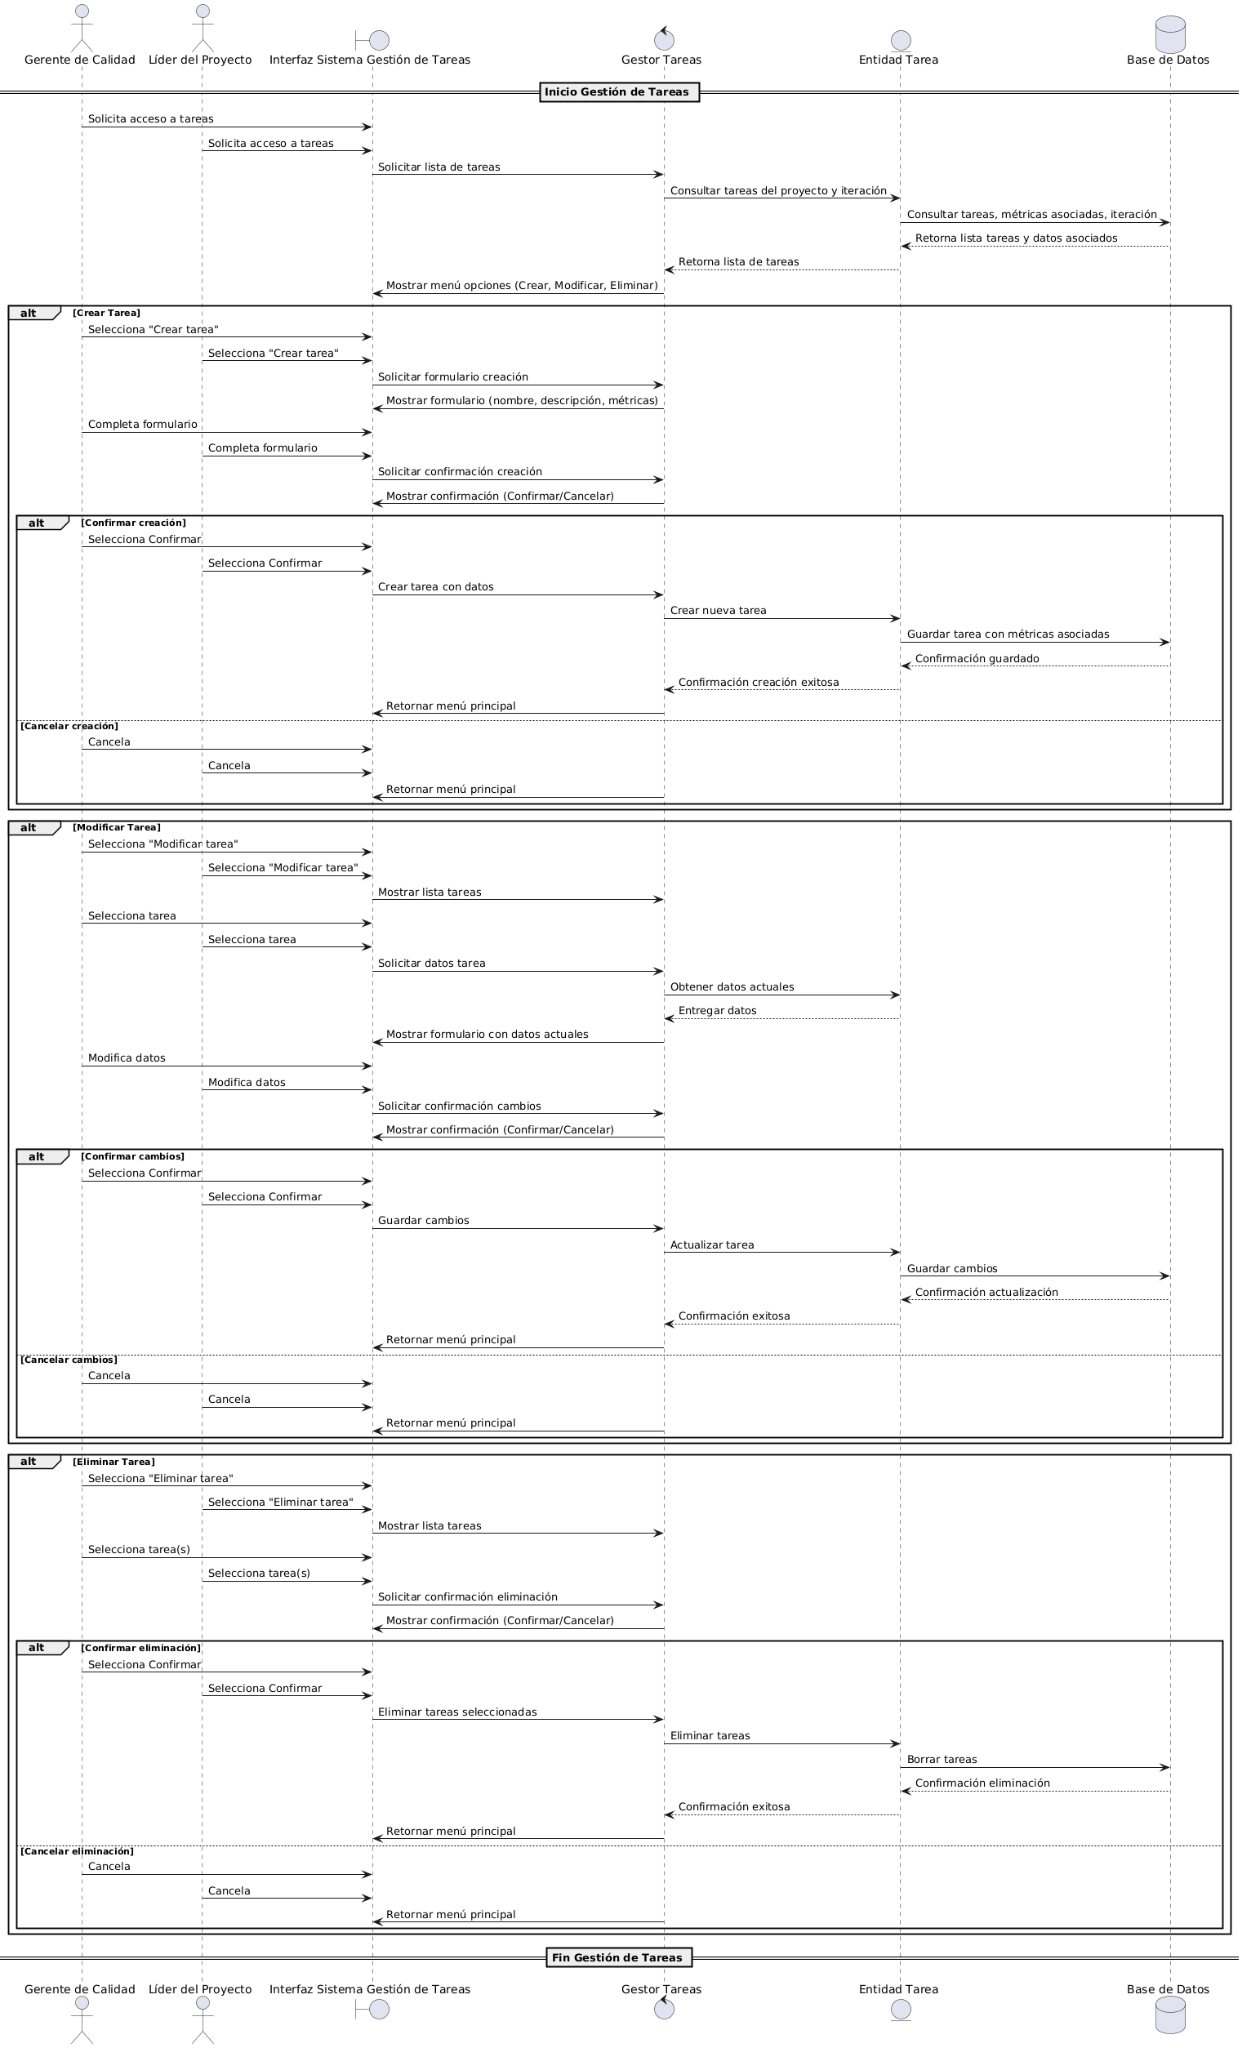 Gerente de Calidad
Líder del Proyecto
Interfaz Sistema Gestión de Tareas
Gestor Tareas
Entidad Tarea
Base de Datos
Inicio Gestión de Tareas
Solicita acceso a tareas
Solicita acceso a tareas
Solicitar lista de tareas
Consultar tareas del proyecto y iteración
Consultar tareas, métricas asociadas, iteración
Retorna lista tareas y datos asociados
Retorna lista de tareas
Mostrar menú opciones (Crear, Modificar, Eliminar)
alt [Crear Tarea]
Selecciona "Crear tarea"
Selecciona "Crear tarea"
Solicitar formulario creación
Mostrar formulario (nombre, descripción, métricas)
Completa formulario
Completa formulario
Solicitar confirmación creación
Mostrar confirmación (Confirmar/Cancelar)
alt [Confirmar creación]
Selecciona Confirmar
Selecciona Confirmar
Crear tarea con datos
Crear nueva tarea
Guardar tarea con métricas asociadas
Confirmación guardado
Confirmación creación exitosa
Retornar menú principal
[Cancelar creación]
Cancela
Cancela
Retornar menú principal
alt [Modificar Tarea]
Selecciona "Modificar tarea"
Selecciona "Modificar tarea"
Mostrar lista tareas
Selecciona tarea
Selecciona tarea
Solicitar datos tarea
Obtener datos actuales
Entregar datos
Mostrar formulario con datos actuales
Modifica datos
Modifica datos
Solicitar confirmación cambios
Mostrar confirmación (Confirmar/Cancelar)
alt [Confirmar cambios]
Selecciona Confirmar
Selecciona Confirmar
Guardar cambios
Actualizar tarea
Guardar cambios
Confirmación actualización
Confirmación exitosa
Retornar menú principal
[Cancelar cambios]
Cancela
Cancela
Retornar menú principal
alt [Eliminar Tarea]
Selecciona "Eliminar tarea"
Selecciona "Eliminar tarea"
Mostrar lista tareas
Selecciona tarea(s)
Selecciona tarea(s)
Solicitar confirmación eliminación
Mostrar confirmación (Confirmar/Cancelar)
alt [Confirmar eliminación]
Selecciona Confirmar
Selecciona Confirmar
Eliminar tareas seleccionadas
Eliminar tareas
Borrar tareas
Confirmación eliminación
Confirmación exitosa
Retornar menú principal
[Cancelar eliminación]
Cancela
Cancela
Retornar menú principal
Fin Gestión de Tareas
Gerente de Calidad
Líder del Proyecto
Interfaz Sistema Gestión de Tareas
Gestor Tareas
Entidad Tarea
Base de Datos